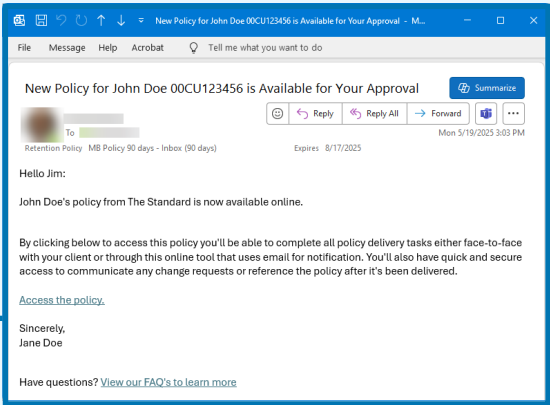 New Policy for John Doe 00CU123456 is Available for Your Approval - M...
File Message Help Acrobat Tell me what you want to do
New Policy for John Doe 00CU123456 is Available for Your Approval
Summarize
Reply Reply All Forward
To
Mon 5/19/2025 3:03 PM
Retention Policy MB Policy 90 days - Inbox (90 days) Expires 8/17/2025
Hello Jim:
John Doe's policy from The Standard is now available online.
By clicking below to access this policy you'll be able to complete all policy delivery tasks either face-to-face
with your client or through this online tool that uses email for notification. You'll also have quick and secure
access to communicate any change requests or reference the policy after it's been delivered.
Access the policy.
Sincerely,
Jane Doe
Have questions? View our FAQ's to learn more